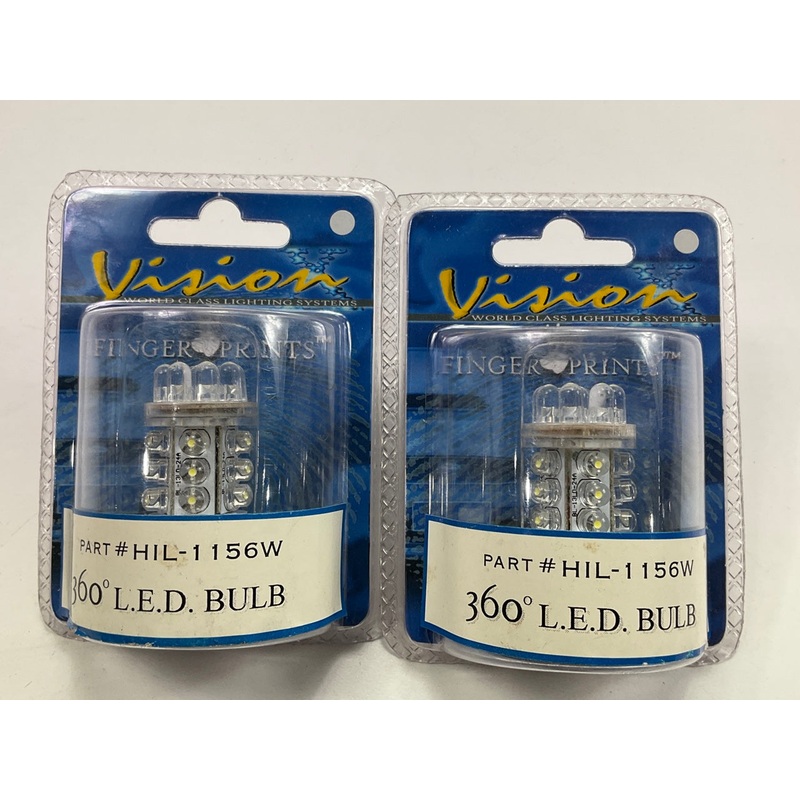 Vision
WORLD CLASS LIGHTING SYSTEMS
FINGER PRINTS™
PART # HIL-1156W
360° L.E.D. BULB
Vision
WORLD CLASS LIGHTING SYSTEMS
FINGER PRINTS™
PART # HIL-1156W
360° L.E.D. BULB